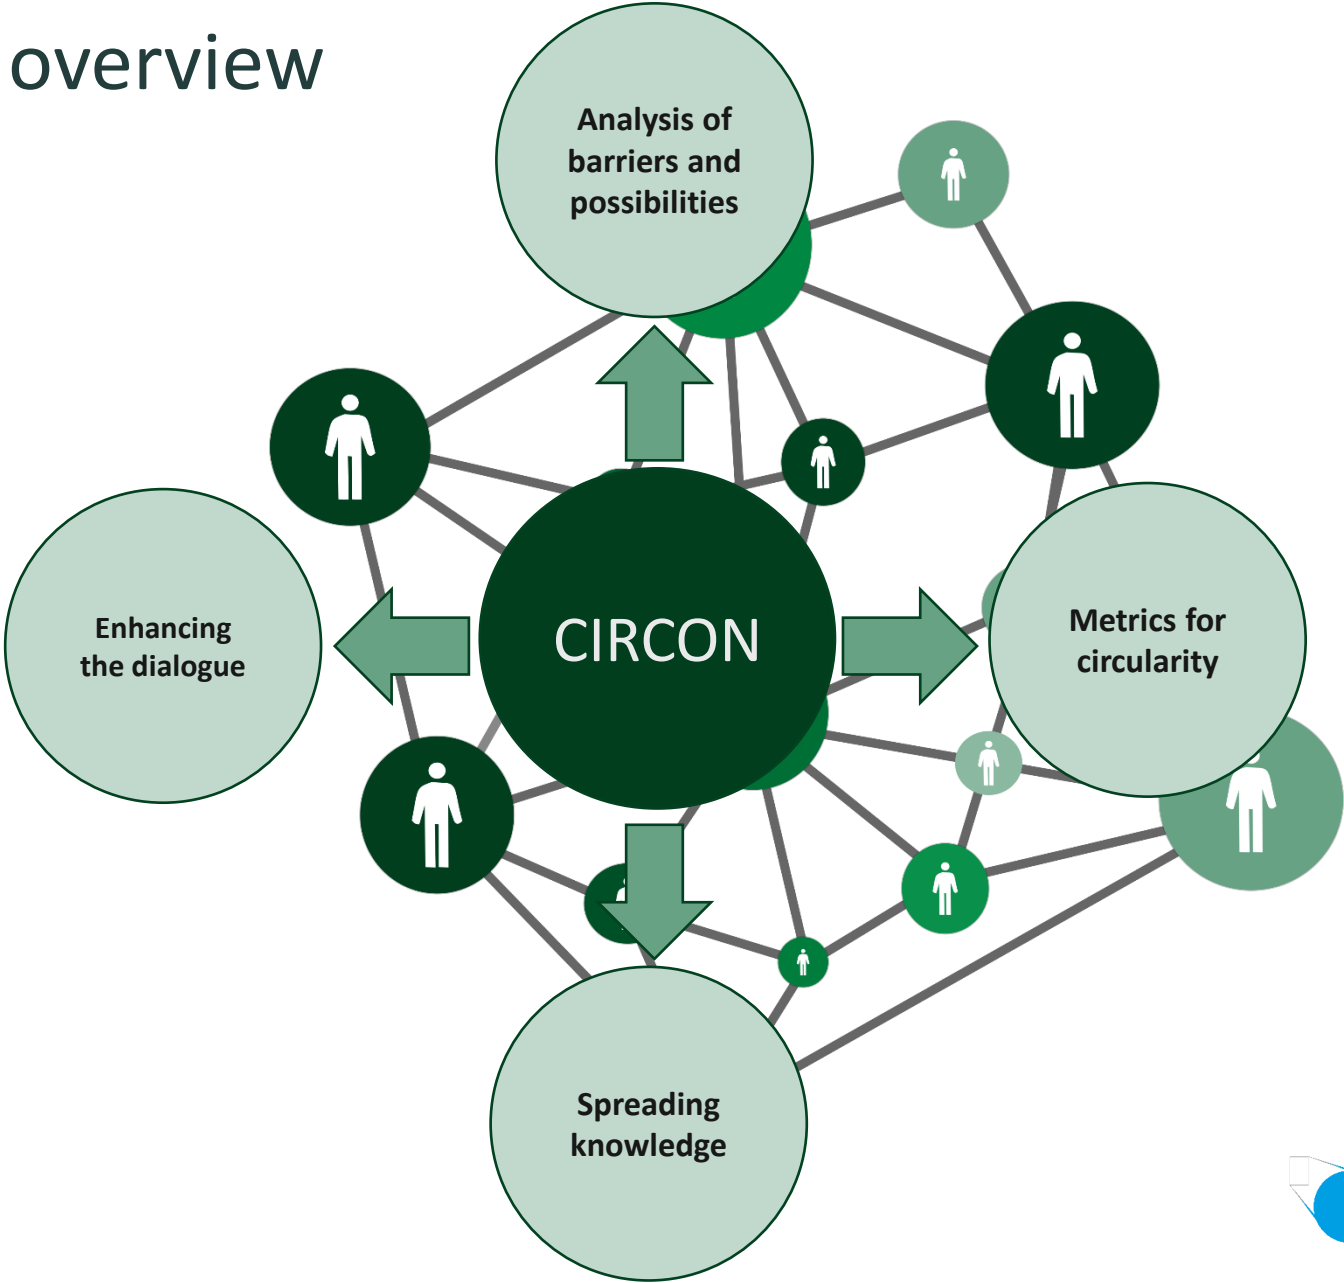 overview
Analysis of
barriers and
possibilities
Enhancing
the dialogue
CIRCON
Metrics for
circularity
Spreading
knowledge